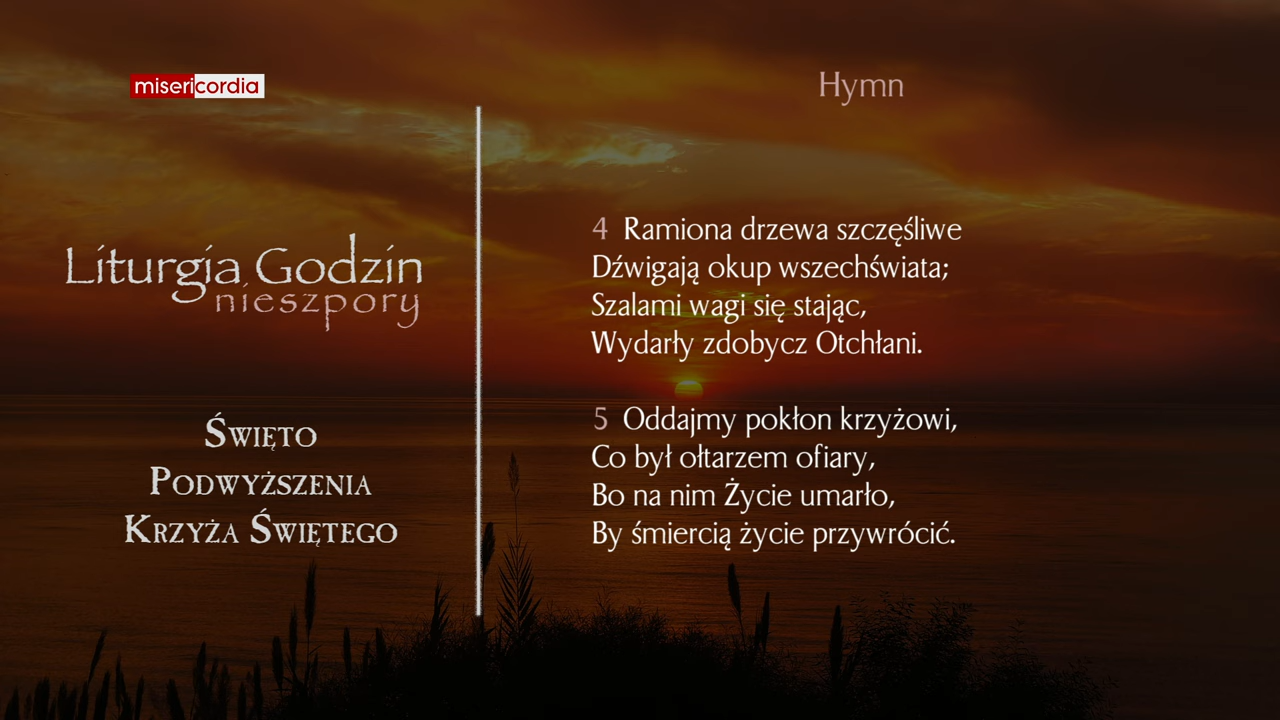 misericordia
Liturgia Godzin
nieszpory
Święto
Podwyższenia
Krzyża Świętego
Hymn
4 Ramiona drzewa szczęśliwe
Dźwigają okup wszechświata;
Szalami wagi się stając,
Wydarły zdobycz Otchłani.
5 Oddajmy pokłon krzyżowi,
Co był ołtarzem ofiary,
Bo na nim Życie umarło,
By śmiercią życie przywrócić.